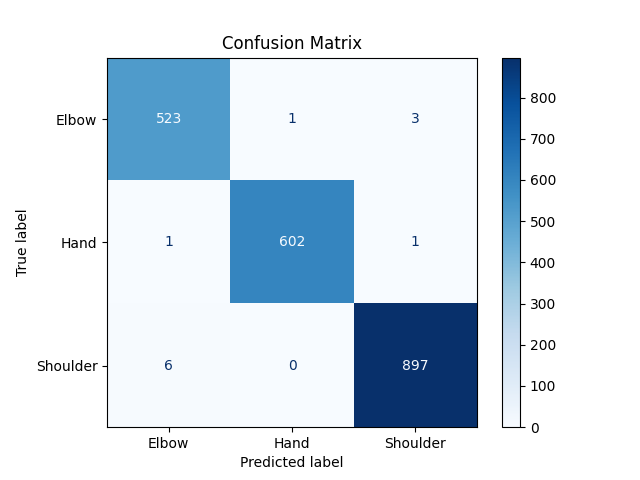 Confusion Matrix
True label
Elbow 523 1 3
Hand 1 602 1
Shoulder 6 0 897
Elbow Hand Shoulder
Predicted label
800
700
600
500
400
300
200
100
0